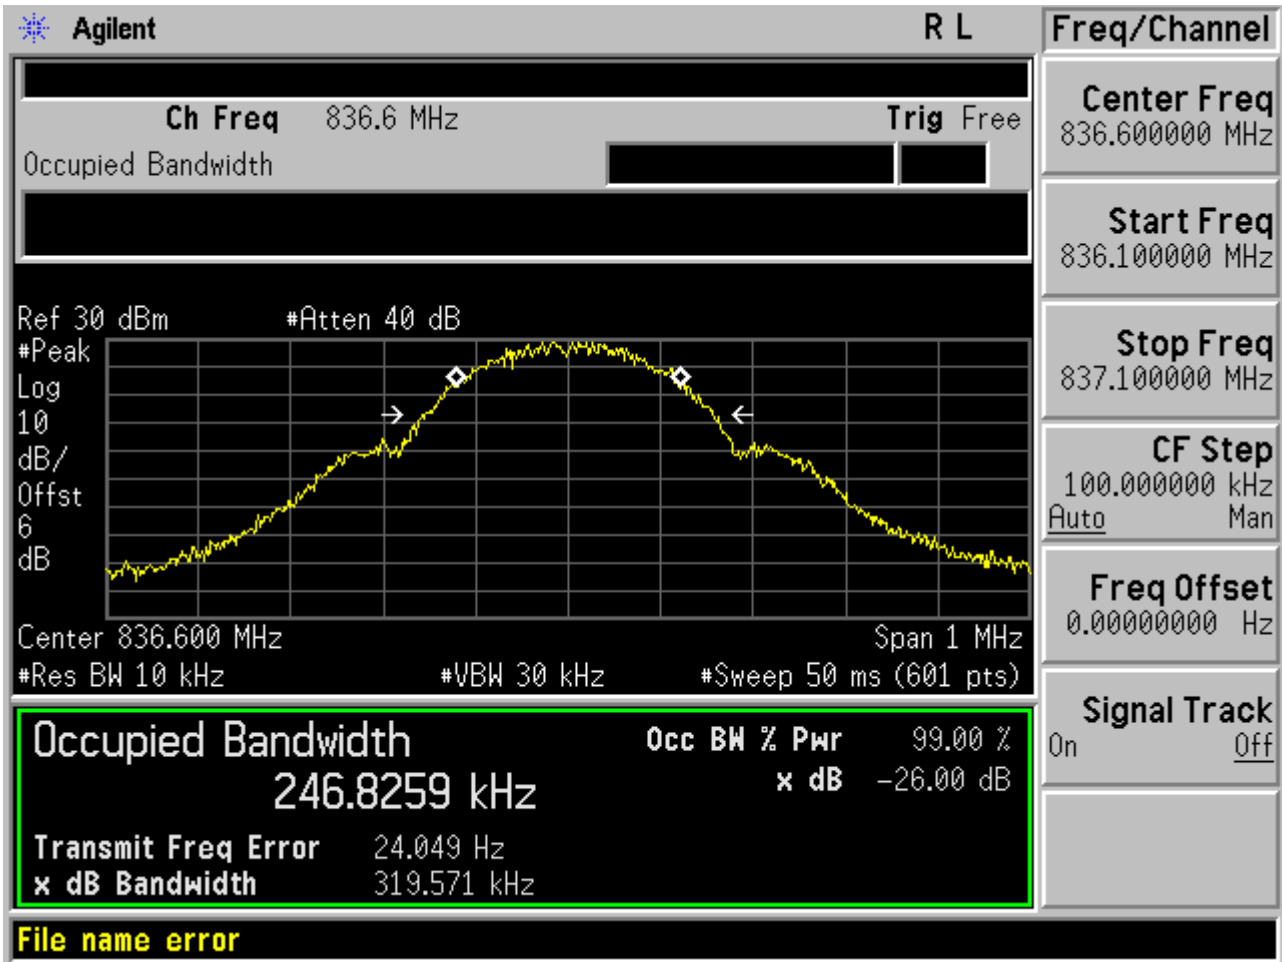 Agilent
R L
Freq/Channel
Ch Freq 836.6 MHz
Trig Free
Occupied Bandwidth
Center Freq
836.600000 MHz
Start Freq
836.100000 MHz
Stop Freq
837.100000 MHz
CF Step
100.000000 kHz
Auto Man
Freq Offset
0.00000000 Hz
Signal Track
On Off
Ref 30 dBm #Atten 40 dB
#Peak
Log
10
dB/
Offst
6
dB
Center 836.600 MHz Span 1 MHz
#Res BW 10 kHz #VBW 30 kHz #Sweep 50 ms (601 pts)
Occupied Bandwidth
246.8259 kHz
Occ BW % Pwr 99.00 %
x dB -26.00 dB
Transmit Freq Error 24.049 Hz
x dB Bandwidth 319.571 kHz
File name error